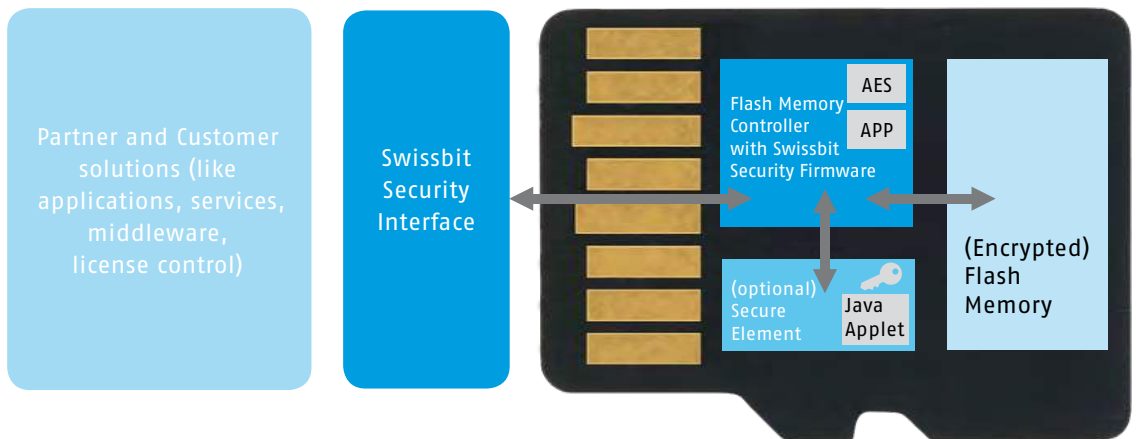 Partner and Customer
solutions (like
applications, services,
middleware,
license control)
Swissbit
Security
Interface
Flash Memory
Controller
with Swissbit
Security Firmware
AES
APP
(optional)
Secure
Element
Java
Applet
(Encrypted)
Flash
Memory